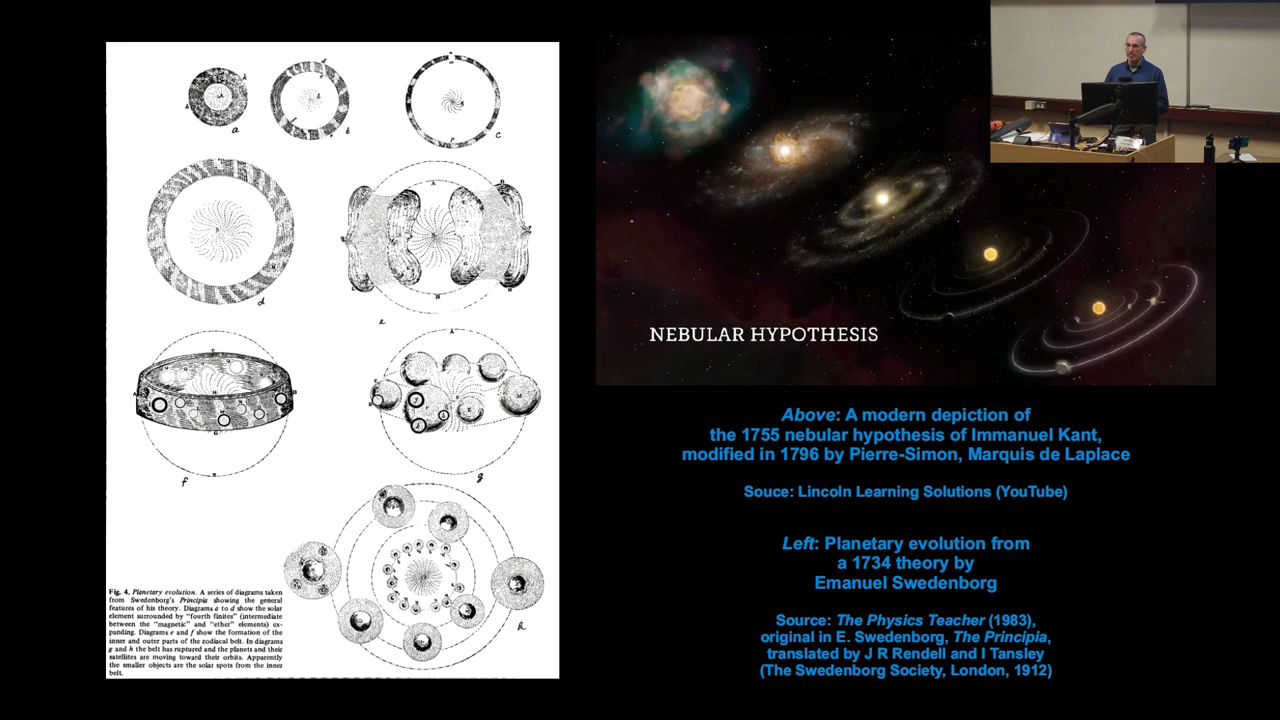 Fig. 4. Planetary evolution. A series of diagrams taken
from Swedenborg's Principia showing the general
features of his theory. Diagrams a to d show the solar
element surrounded by "fourth finites" (intermediate
between the "magnetic" and "ether" elements) ex-
panding. Diagrams e and f show the formation of the
inner and outer parts of the zodiacal belt. In diagrams
g and h the belt has ruptured and the planets and their
satellites are moving toward their orbits. Apparently
the smaller objects are the solar spots from the inner
belt.
a
b
c
d
e
f
g
h
NEBULAR HYPOTHESIS
Above: A modern depiction of
the 1755 nebular hypothesis of Immanuel Kant,
modified in 1796 by Pierre-Simon, Marquis de Laplace
Souce: Lincoln Learning Solutions (YouTube)
Left: Planetary evolution from
a 1734 theory by
Emanuel Swedenborg
Source: The Physics Teacher (1983),
original in E. Swedenborg, The Principia,
translated by J R Rendell and I Tansley
(The Swedenborg Society, London, 1912)